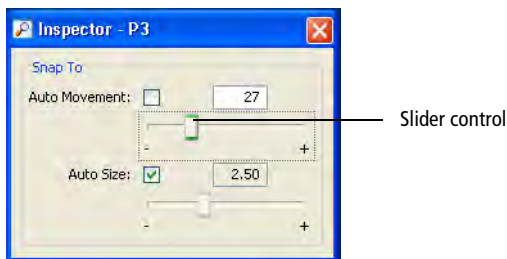 Inspector - P3
Snap To
Auto Movement: 27
Slider control
- +
Auto Size: 2.50
- +